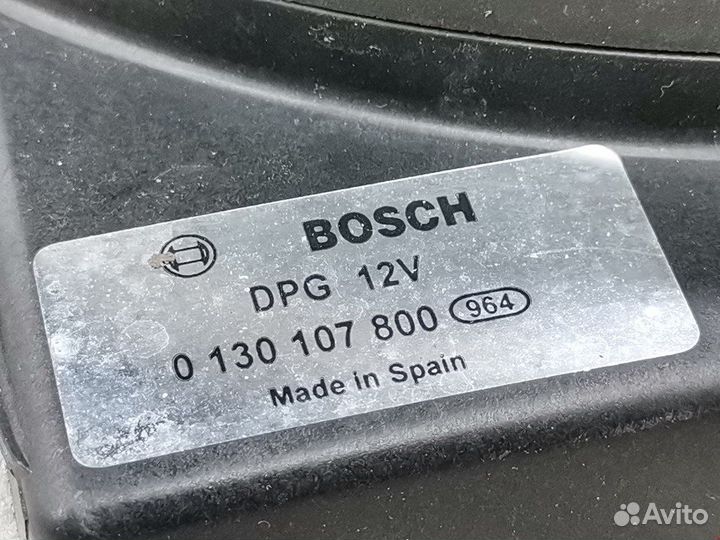 BOSCH
DPG 12V
0 130 107 800 964
Made in Spain
Avito